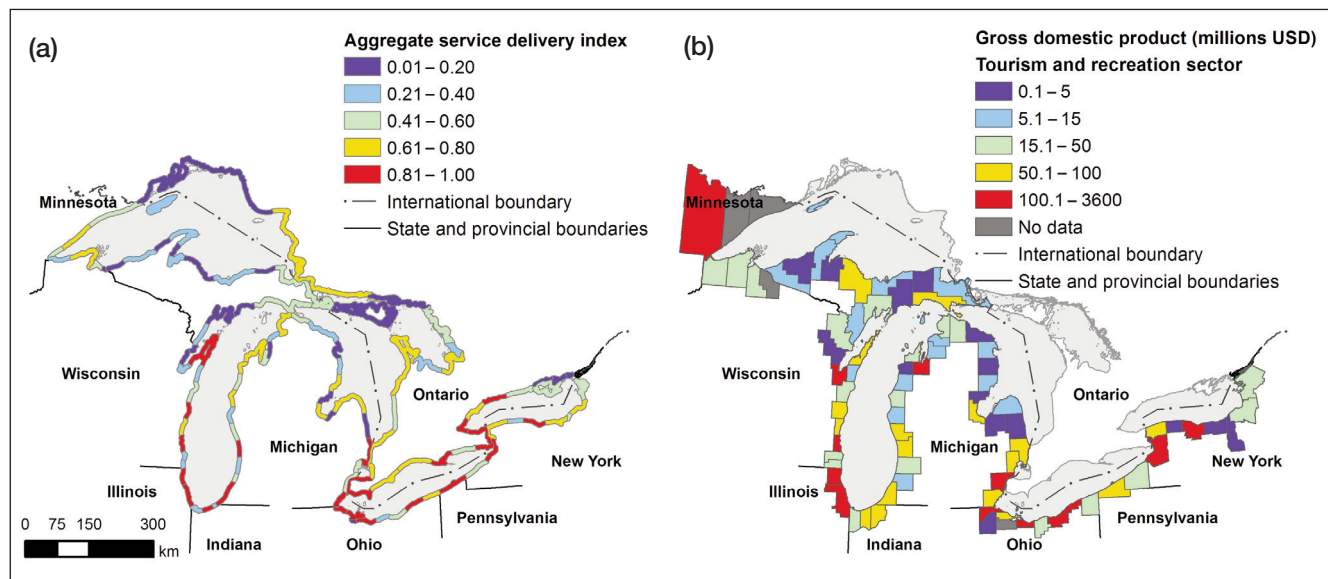 (a)
Aggregate service delivery index
0.01 – 0.20
0.21 – 0.40
0.41 – 0.60
0.61 – 0.80
0.81 – 1.00
International boundary
State and provincial boundaries
Minnesota
Wisconsin
Michigan
Ontario
New York
Illinois
Pennsylvania
Indiana
Ohio
0 75 150 300
km
(b)
Gross domestic product (millions USD)
Tourism and recreation sector
0.1 – 5
5.1 – 15
15.1 – 50
50.1 – 100
100.1 – 3600
No data
International boundary
State and provincial boundaries
Minnesota
Wisconsin
Ontario
Michigan
New York
Illinois
Pennsylvania
Indiana
Ohio